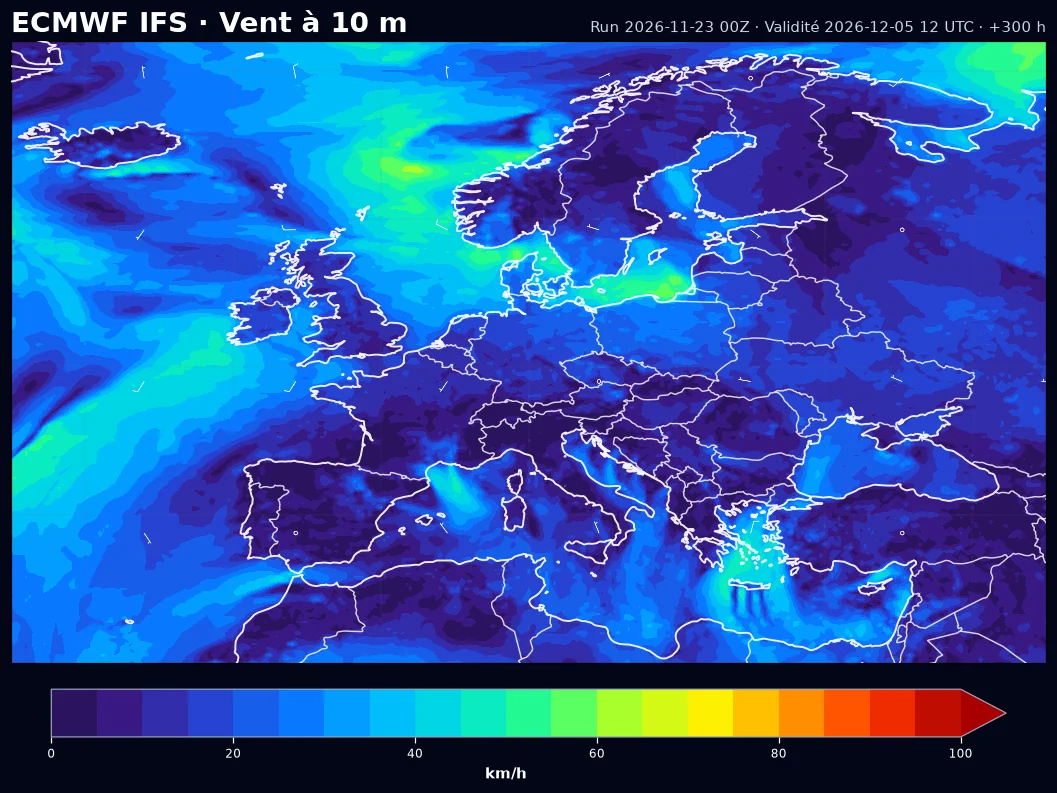 ECMWF IFS · Vent à 10 m
Run 2026-11-23 00Z · Validité 2026-12-05 12 UTC · +300 h
0 20 40 60 80 100
km/h